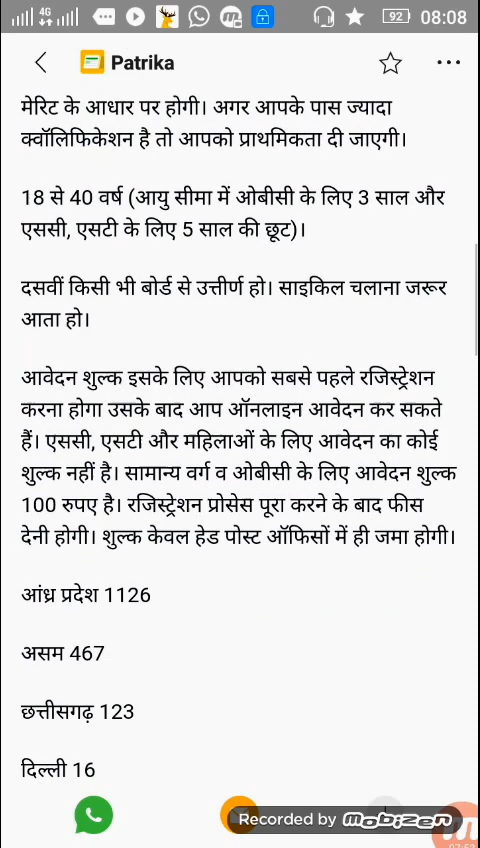 4G
92
08:08
Patrika
मेरिट के आधार पर होगी। अगर आपके पास ज्यादा
क्वॉलिफिकेशन है तो आपको प्राथमिकता दी जाएगी।
18 से 40 वर्ष (आयु सीमा में ओबीसी के लिए 3 साल और
एससी, एसटी के लिए 5 साल की छूट)।
दसवीं किसी भी बोर्ड से उत्तीर्ण हो। साइकिल चलाना जरूर
आता हो।
आवेदन शुल्क इसके लिए आपको सबसे पहले रजिस्ट्रेशन
करना होगा उसके बाद आप ऑनलाइन आवेदन कर सकते
हैं। एससी, एसटी और महिलाओं के लिए आवेदन का कोई
शुल्क नहीं है। सामान्य वर्ग व ओबीसी के लिए आवेदन शुल्क
100 रुपए है। रजिस्ट्रेशन प्रोसेस पूरा करने के बाद फीस
देनी होगी। शुल्क केवल हेड पोस्ट ऑफिसों में ही जमा होगी।
आंध्र प्रदेश 1126
असम 467
छत्तीसगढ़ 123
दिल्ली 16
Recorded by Mobizen